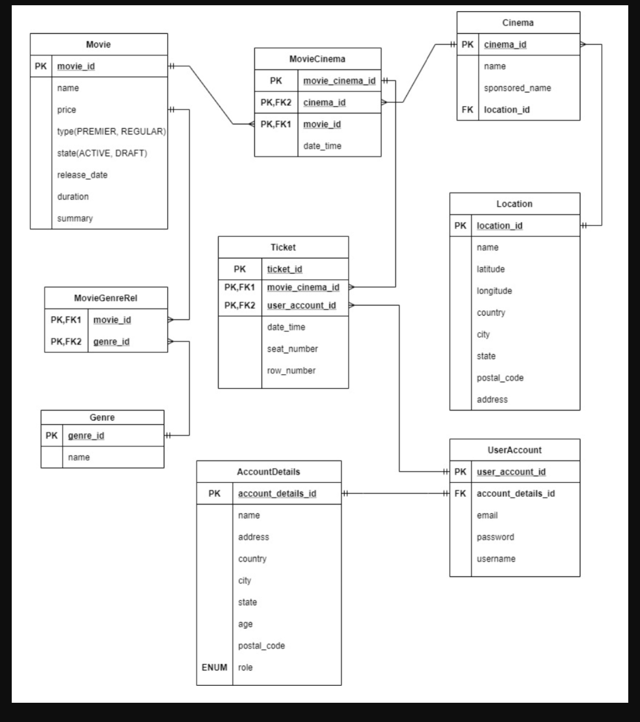 Movie
PK movie_id
name
price
type(PREMIER, REGULAR)
state(ACTIVE, DRAFT)
release_date
duration
summary
MovieCinema
PK movie_cinema_id
PK,FK2 cinema_id
PK,FK1 movie_id
date_time
Cinema
PK cinema_id
name
sponsored_name
FK location_id
Location
PK location_id
name
latitude
longitude
country
city
state
postal_code
address
Ticket
PK ticket_id
PK,FK1 movie_cinema_id
PK,FK2 user_account_id
date_time
seat_number
row_number
MovieGenreRel
PK,FK1 movie_id
PK,FK2 genre_id
Genre
PK genre_id
name
AccountDetails
PK account_details_id
name
address
country
city
state
age
postal_code
ENUM role
UserAccount
PK user_account_id
FK account_details_id
email
password
username